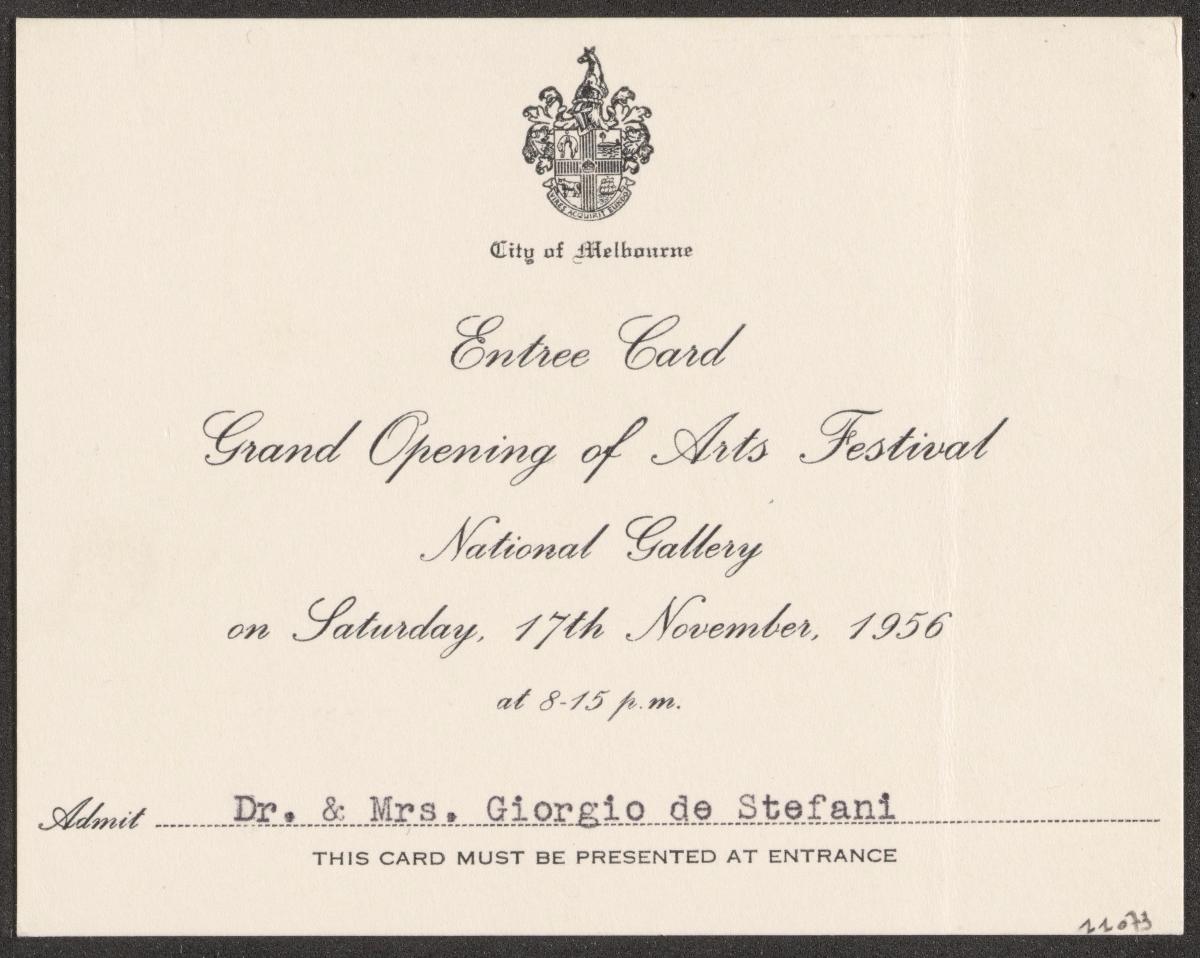 VIRES ACQUIRIT EUNDO
City of Melbourne
Entree Card
Grand Opening of Arts Festival
National Gallery
on Saturday, 17th November, 1956
at 8-15 p.m.
Admit Dr. & Mrs. Giorgio de Stefani
THIS CARD MUST BE PRESENTED AT ENTRANCE
11073